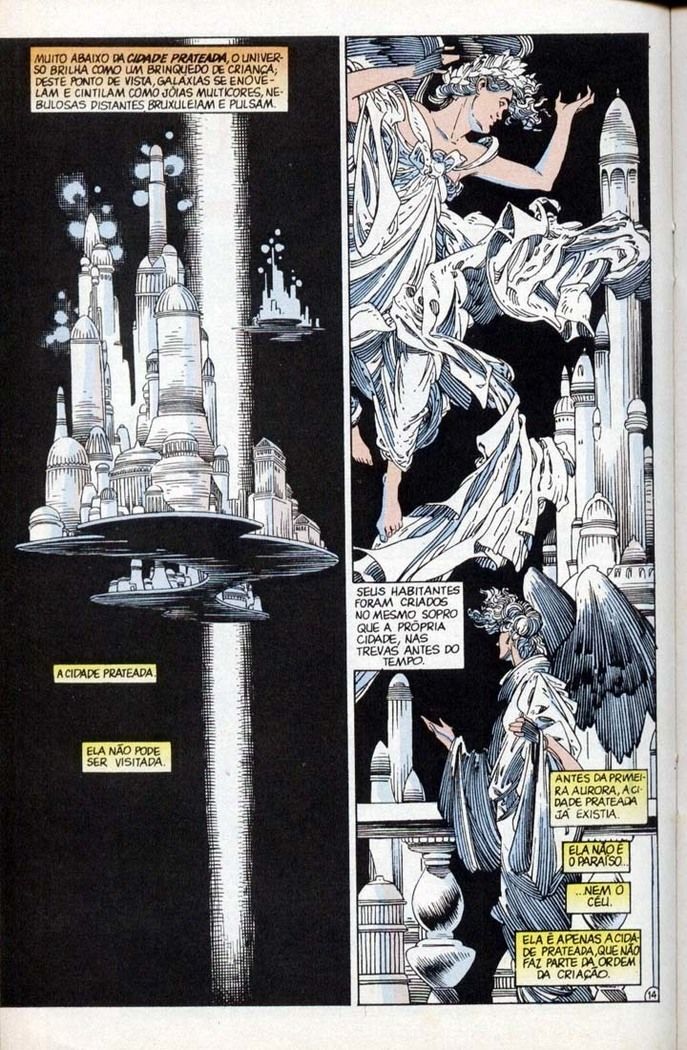 MUITO ABAIXO DA CIDADE PRATEADA, O UNIVER-
SO BRILHA COMO UM BRINQUEDO DE CRIANÇA;
DESTE PONTO DE VISTA, GALÁXIAS SE ENOVE-
LAM E CINTILAM COMO JÓIAS MULTICORES, NE-
BULOSAS DISTANTES BRUXULEIAM E PULSAM.
A CIDADE PRATEADA.
ELA NÃO PODE
SER VISITADA.
SEUS HABITANTES
FORAM CRIADOS
NO MESMO SOPRO
QUE A PRÓPRIA
CIDADE, NAS
TREVAS ANTES DO
TEMPO.
ANTES DA PRIMEI-
RA AURORA, A CI-
DADE PRATEADA
JÁ EXISTIA.
ELA NÃO É
O PARAÍSO...
...NEM O
CÉU.
ELA É APENAS A CIDA-
DE PRATEADA, QUE NÃO
FAZ PARTE DA ORDEM
DA CRIAÇÃO.
14